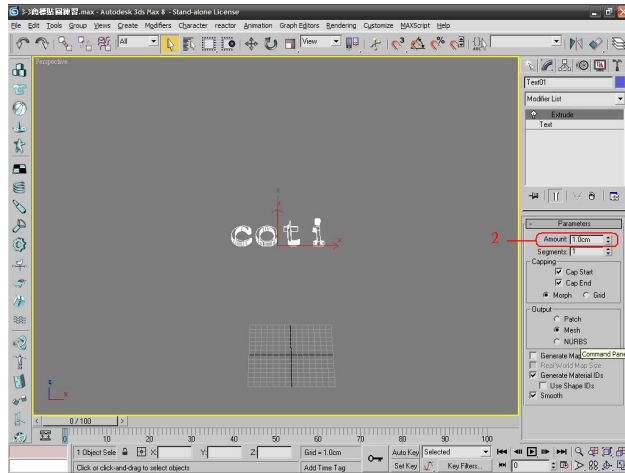 3-3商標貼圖練習.max - Autodesk 3ds Max 8 - Stand-alone License
File Edit Tools Group Views Create Modifiers Character reactor Animation Graph Editors Rendering Customize MAXScript Help
All
View
Perspective
Text01
Modifier List
Extrude
Text
Parameters
2
Amount: 1.0cm
Segments: 1
Capping
Cap Start
Cap End
Morph Grid
Output
Patch
Mesh
NURBS
Generate Map
Command Pane
Real-World Map Size
Generate Material IDs
Use Shape IDs
Smooth
coti
x
x
0 / 100
0 10 20 30 40 50 60 70 80 90 100
1 Object Sele X: Y: Z: Grid = 1.0cm Auto Key Selected
Click or click-and-drag to select objects Add Time Tag Set Key Key Filters... 0